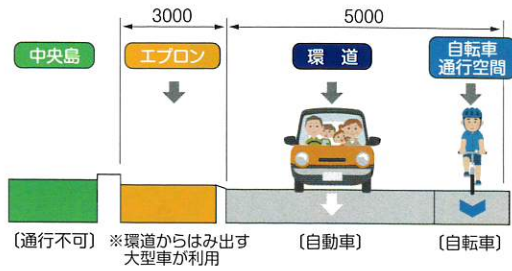 3000
5000
中央島
エプロン
環 道
自転車
通行空間
〔通行不可〕
※環道からはみ出す
大型車が利用
〔自動車〕
〔自転車〕